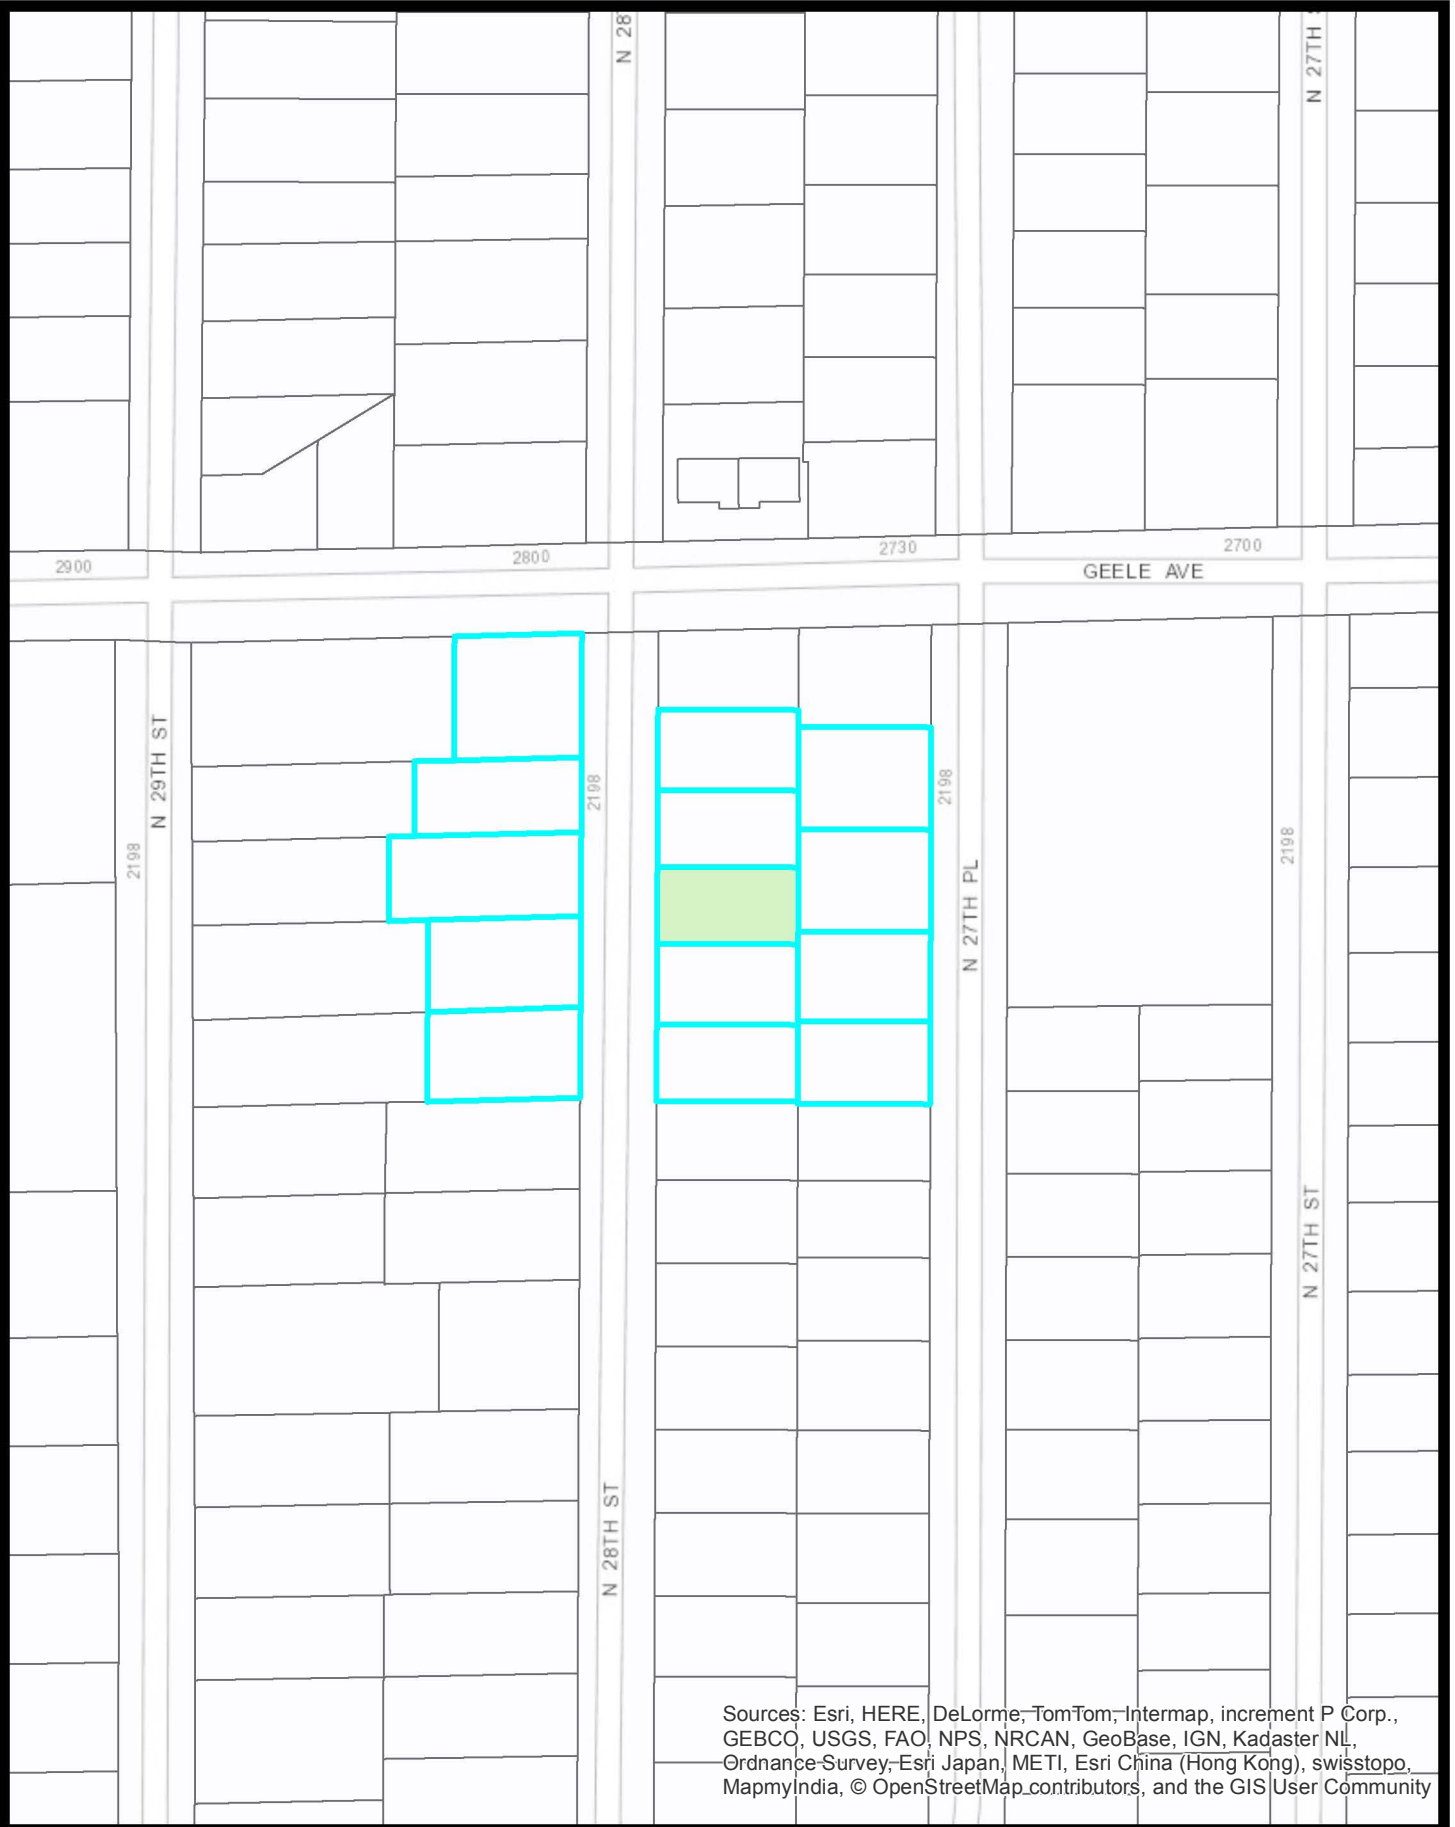 N 28
N 27TH
2900
2800
2730
2700
GEELE AVE
N 29TH ST
2198
2198
2198
2198
N 27TH PL
N 27TH ST
N 28TH ST
Sources: Esri, HERE, DeLorme, TomTom, Intermap, increment P Corp.,
GEBCO, USGS, FAO, NPS, NRCAN, GeoBase, IGN, Kadaster NL,
Ordnance Survey, Esri Japan, METI, Esri China (Hong Kong), swisstopo,
MapmyIndia, © OpenStreetMap contributors, and the GIS User Community